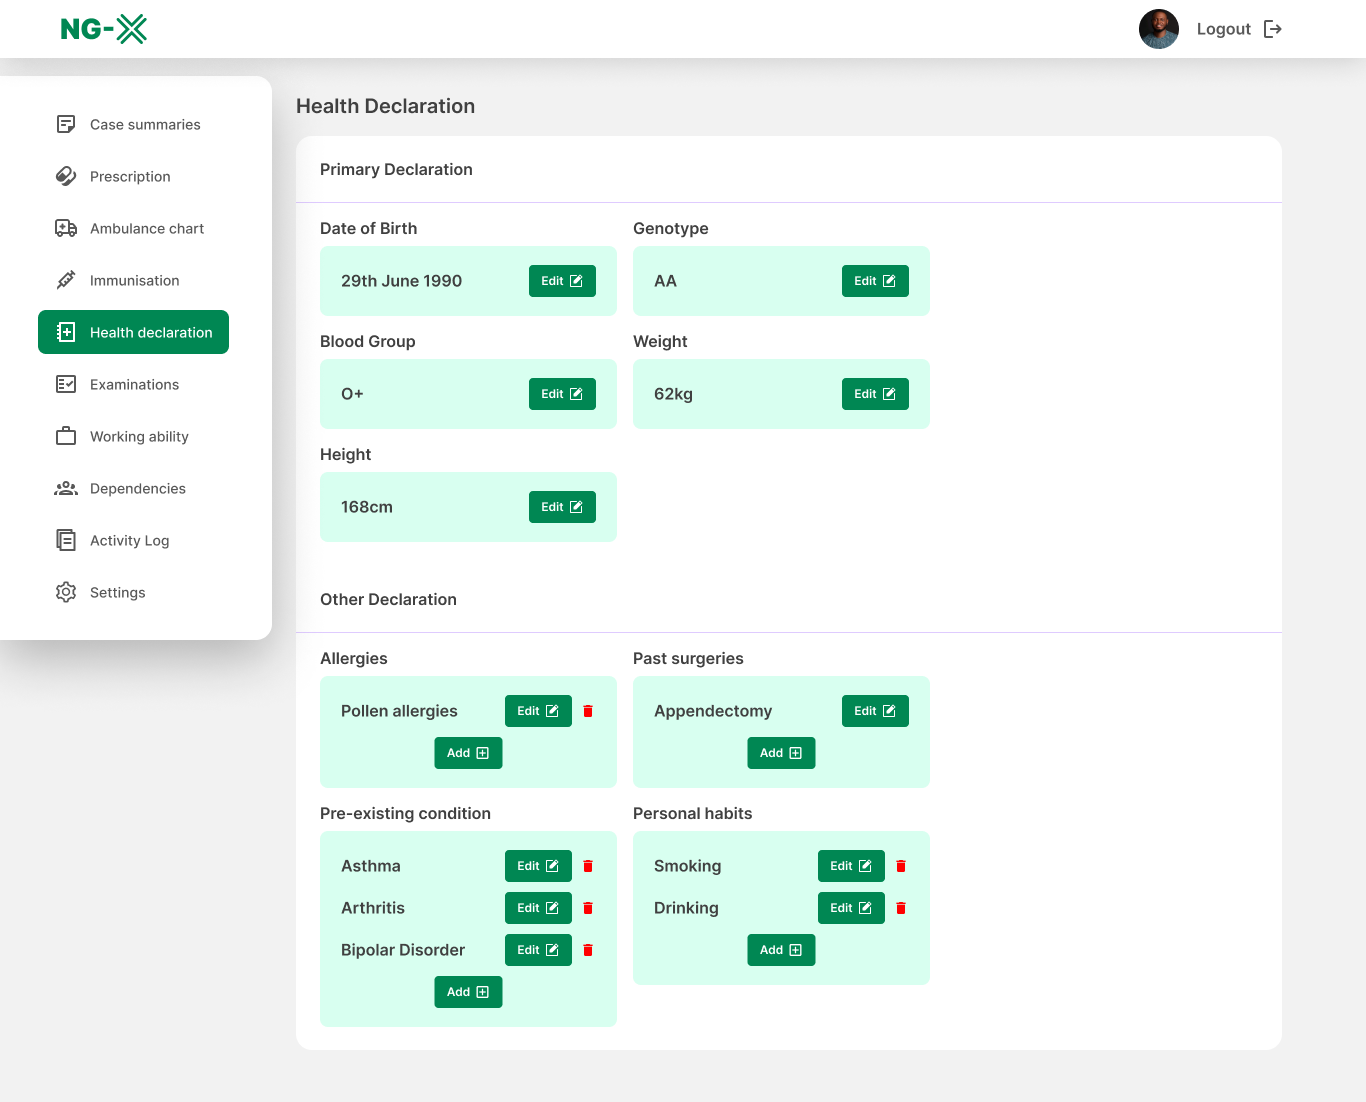 NG-X
Logout
Case summaries
Prescription
Ambulance chart
Immunisation
Health declaration
Examinations
Working ability
Dependencies
Activity Log
Settings
Health Declaration
Primary Declaration
Date of Birth
Genotype
29th June 1990 Edit
AA Edit
Blood Group
Weight
O+ Edit
62kg Edit
Height
168cm Edit
Other Declaration
Allergies
Past surgeries
Pollen allergies Edit
Appendectomy Edit
Add
Add
Pre-existing condition
Personal habits
Asthma Edit
Smoking Edit
Arthritis Edit
Drinking Edit
Bipolar Disorder Edit
Add
Add